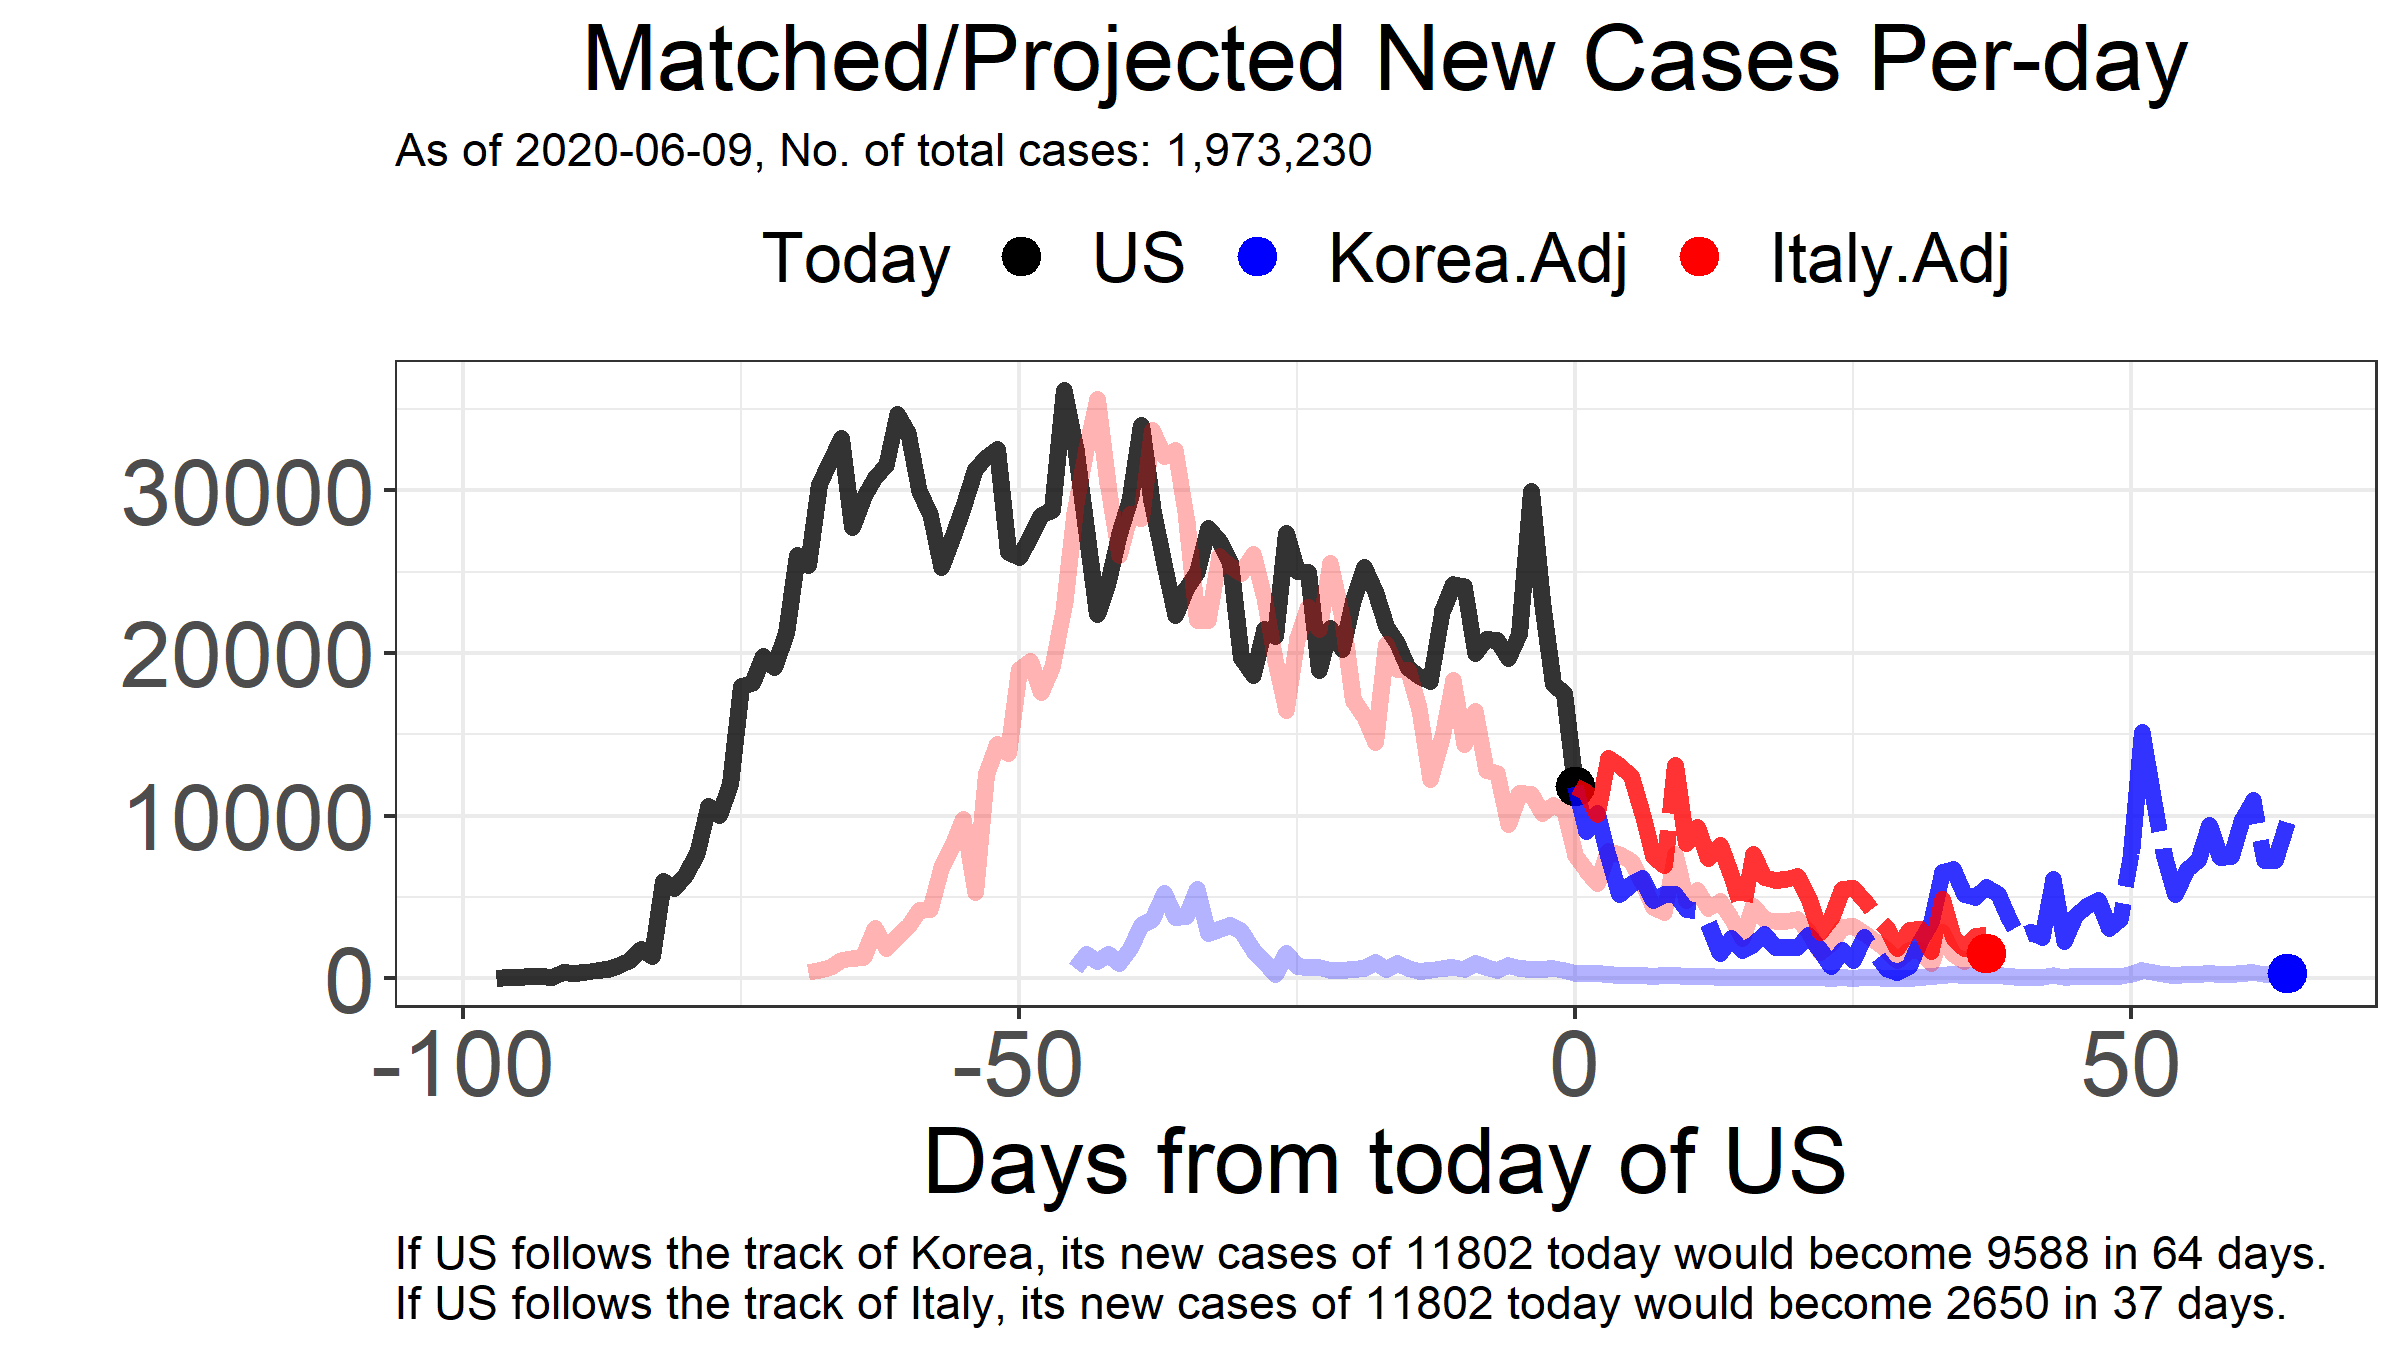 Matched/Projected New Cases Per-day
As of 2020-06-09, No. of total cases: 1,973,230
Today US Korea.Adj Italy.Adj
30000
20000
10000
0
-100 -50 0 50
Days from today of US
If US follows the track of Korea, its new cases of 11802 today would become 9588 in 64 days.
If US follows the track of Italy, its new cases of 11802 today would become 2650 in 37 days.